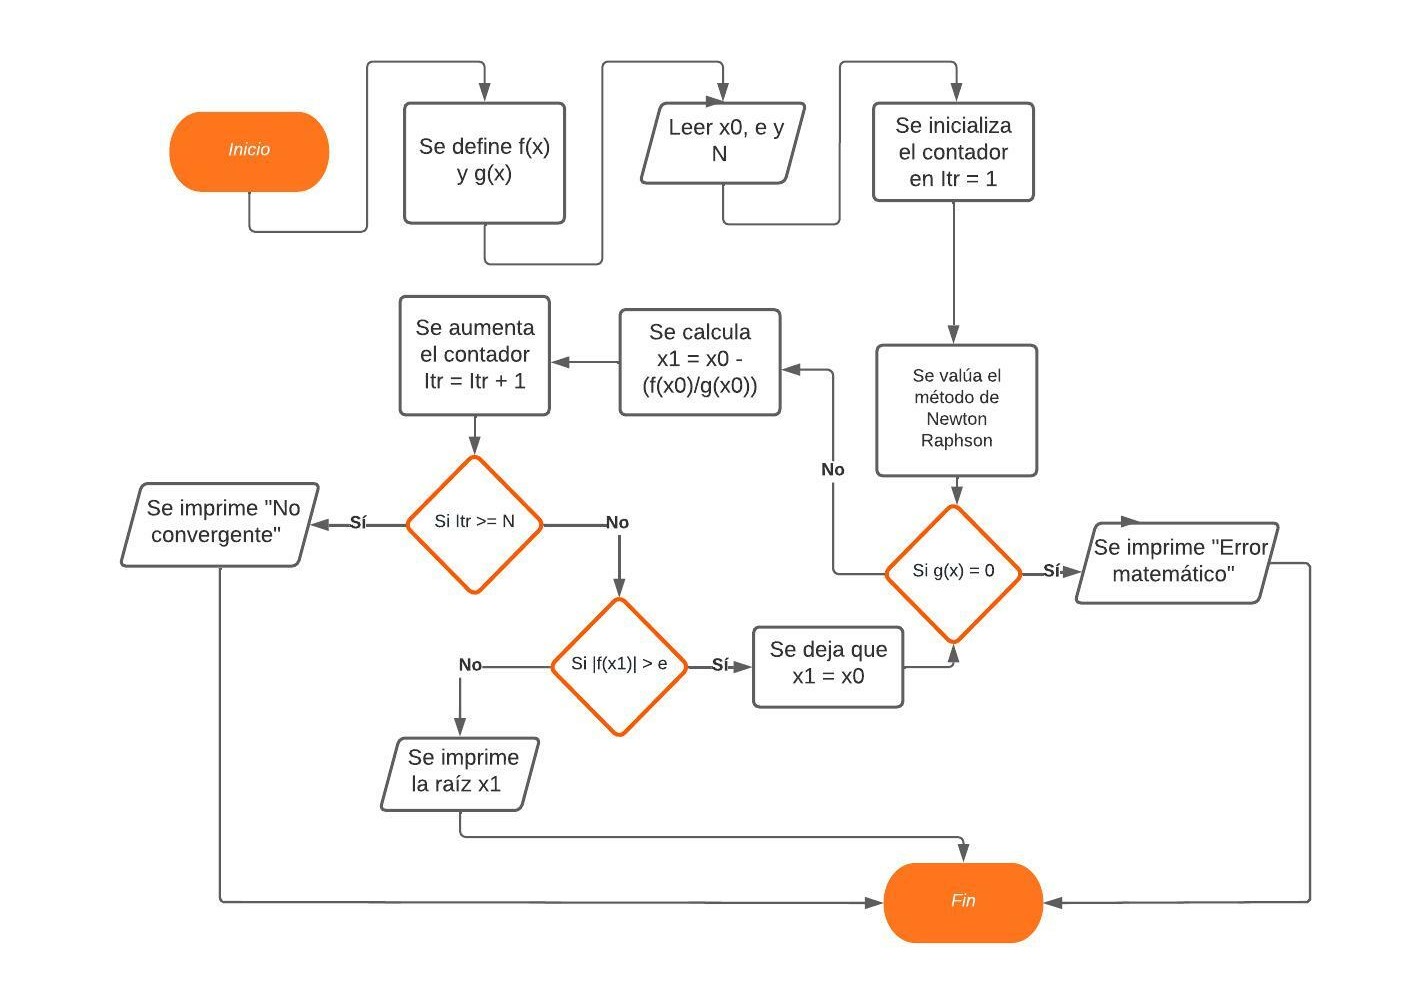 Inicio
Se define f(x)
y g(x)
Leer x0, e y
N
Se inicializa
el contador
en Itr = 1
Se valúa el
método de
Newton
Raphson
Si g(x) = 0
Sí
Se imprime "Error
matemático"
No
Se calcula
x1 = x0 -
(f(x0)/g(x0))
Se aumenta
el contador
Itr = Itr + 1
Si Itr >= N
Sí
Se imprime "No
convergente"
No
Si |f(x1)| > e
Sí
Se deja que
x1 = x0
No
Se imprime
la raíz x1
Fin